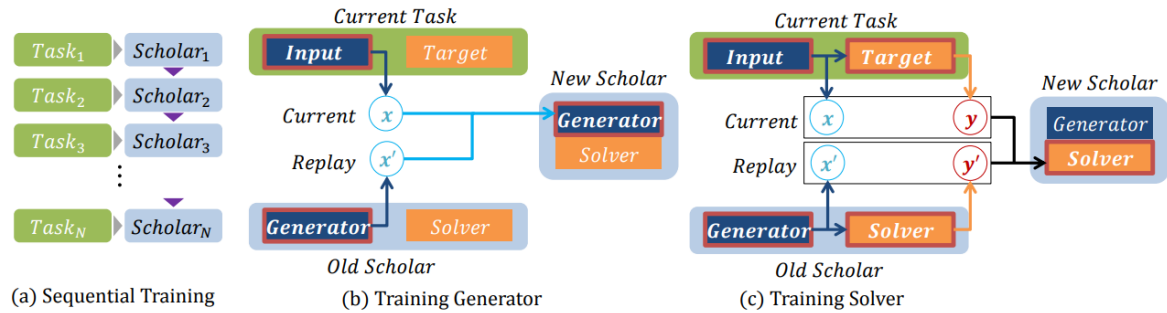 Task₁ Scholar₁
Task₂ Scholar₂
Task₃ Scholar₃
⋮
Task_N Scholar_N
(a) Sequential Training
Current Task
Input Target
New Scholar
Current x
Generator
Replay x′
Solver
Generator Solver
Old Scholar
(b) Training Generator
Current Task
Input Target
New Scholar
Current x y
Generator
Replay x′ y′
Solver
Generator Solver
Old Scholar
(c) Training Solver